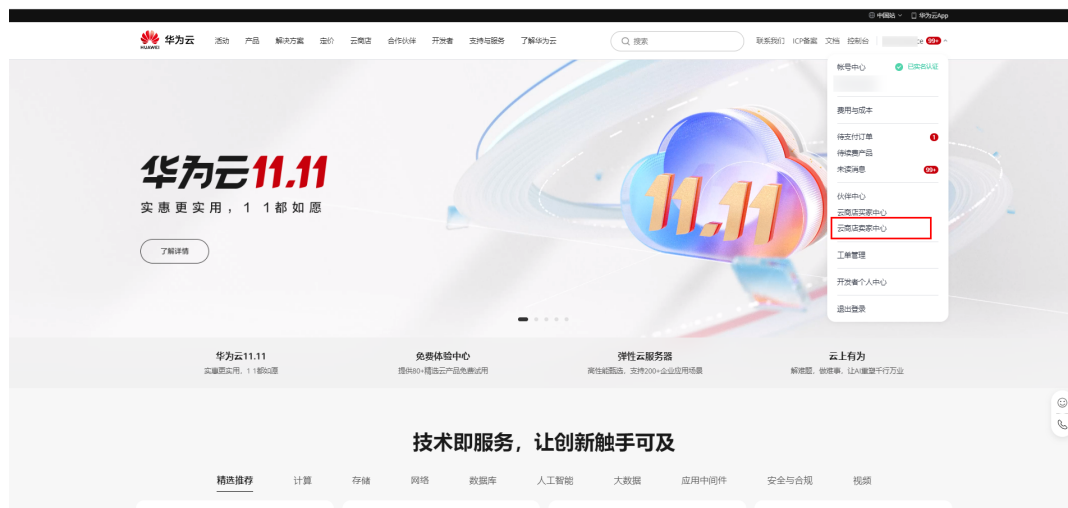 中国站 华为云App
HUAWEI 华为云 活动 产品 解决方案 定价 云商店 合作伙伴 开发者 支持与服务 了解华为云 搜索 联系我们 ICP备案 文档 控制台 ce 99+
帐号中心 已实名认证
费用与成本
待支付订单 1
待续费产品
未读消息 99+
伙伴中心
云商店买家中心
云商店卖家中心
工单管理
开发者个人中心
退出登录
华为云11.11
实惠更实用，1 1都如愿
了解详情
11.11
华为云11.11 免费体验中心 弹性云服务器 云上有为
实惠更实用，1 1都如愿 提供80+精选云产品免费试用 高性能甄选，支持200+企业应用场景 解难题、做难事，让AI重塑千行万业
技术即服务，让创新触手可及
精选推荐 计算 存储 网络 数据库 人工智能 大数据 应用中间件 安全与合规 视频